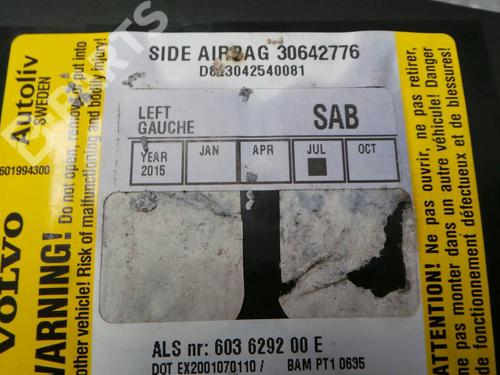 SIDE AIRBAG 30642776
LEFT
GAUCHE
SAB
YEAR
2015
JAN
APR
JUL
OCT
ALS nr: 603 6292 00 E
DOT EX2001070110 / BAM PT1 0635
Autoliv
SWEDEN
601994300
VOLVO
WARNING! Do not open, remove or put into
another vehicle! Risk of malfunctioning and bodily injury!
ATTENTION! Ne pas ouvrir, ne pas retirer,
ne pas monter dans un autre véhicule! Danger
de fonctionnement défectueux et de blessures!